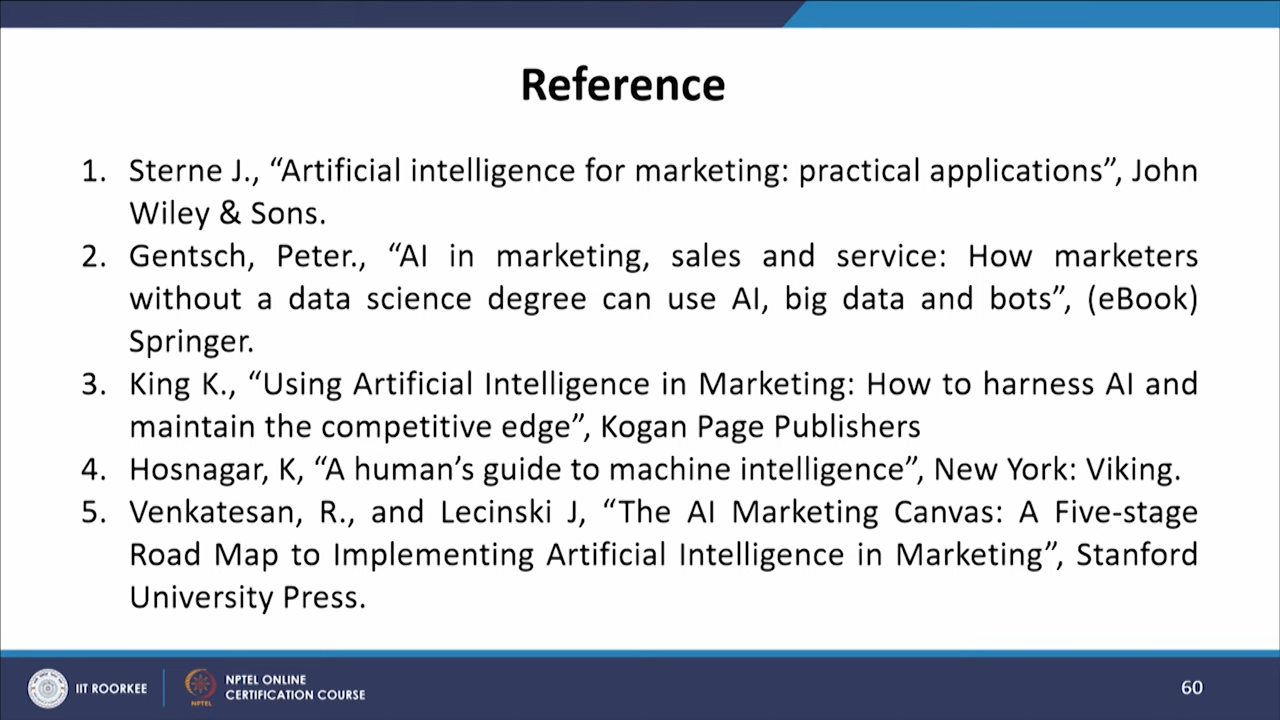 Reference
1. Sterne J., “Artificial intelligence for marketing: practical applications”, John
Wiley & Sons.
2. Gentsch, Peter., “AI in marketing, sales and service: How marketers
without a data science degree can use AI, big data and bots”, (eBook)
Springer.
3. King K., “Using Artificial Intelligence in Marketing: How to harness AI and
maintain the competitive edge”, Kogan Page Publishers
4. Hosnagar, K, “A human’s guide to machine intelligence”, New York: Viking.
5. Venkatesan, R., and Lecinski J, “The AI Marketing Canvas: A Five-stage
Road Map to Implementing Artificial Intelligence in Marketing”, Stanford
University Press.
IIT ROORKEE
NPTEL
NPTEL ONLINE
CERTIFICATION COURSE
60